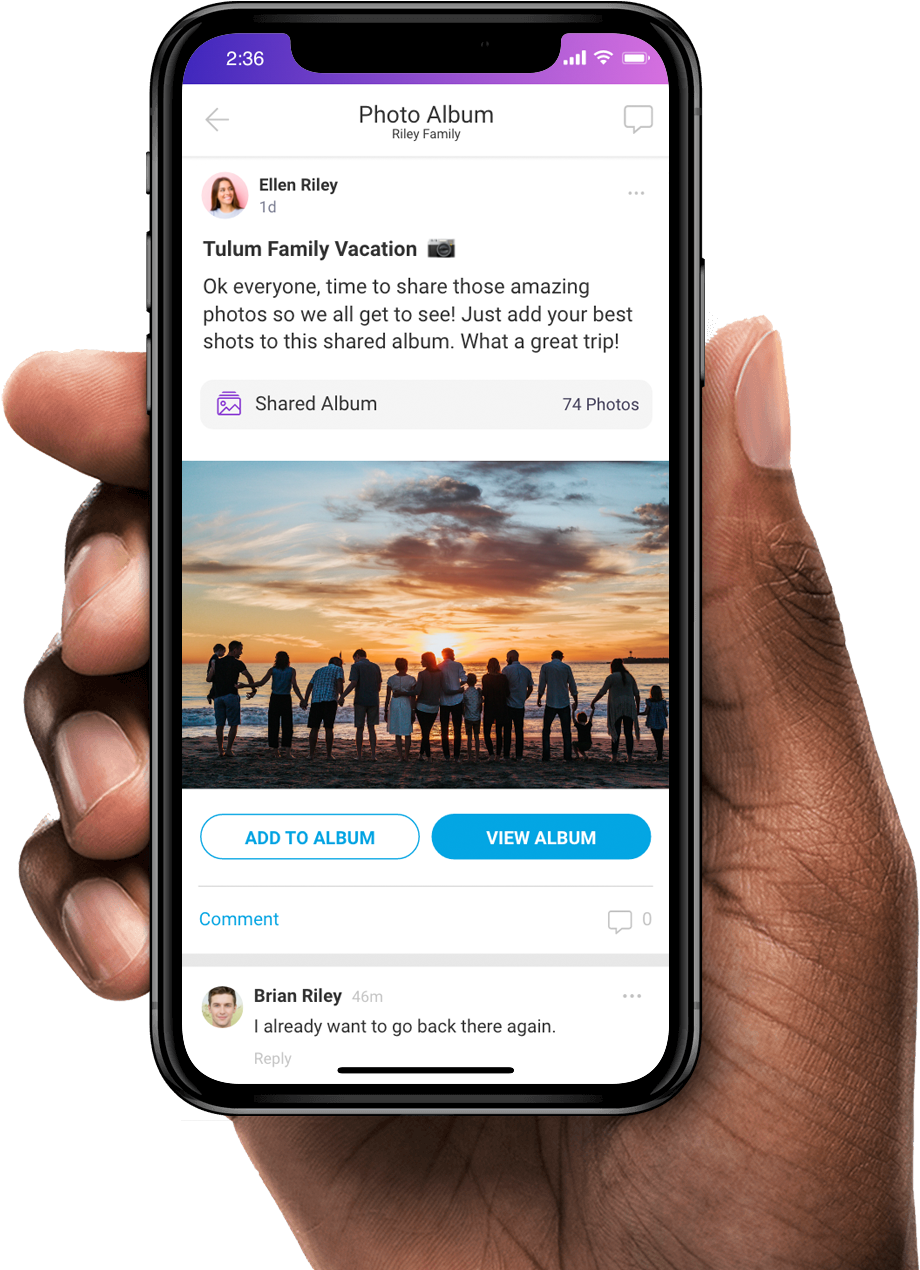 2:36
Photo Album
Riley Family
Ellen Riley
1d
Tulum Family Vacation
Ok everyone, time to share those amazing
photos so we all get to see! Just add your best
shots to this shared album. What a great trip!
Shared Album 74 Photos
ADD TO ALBUM VIEW ALBUM
Comment 0
Brian Riley 46m
I already want to go back there again.
Reply